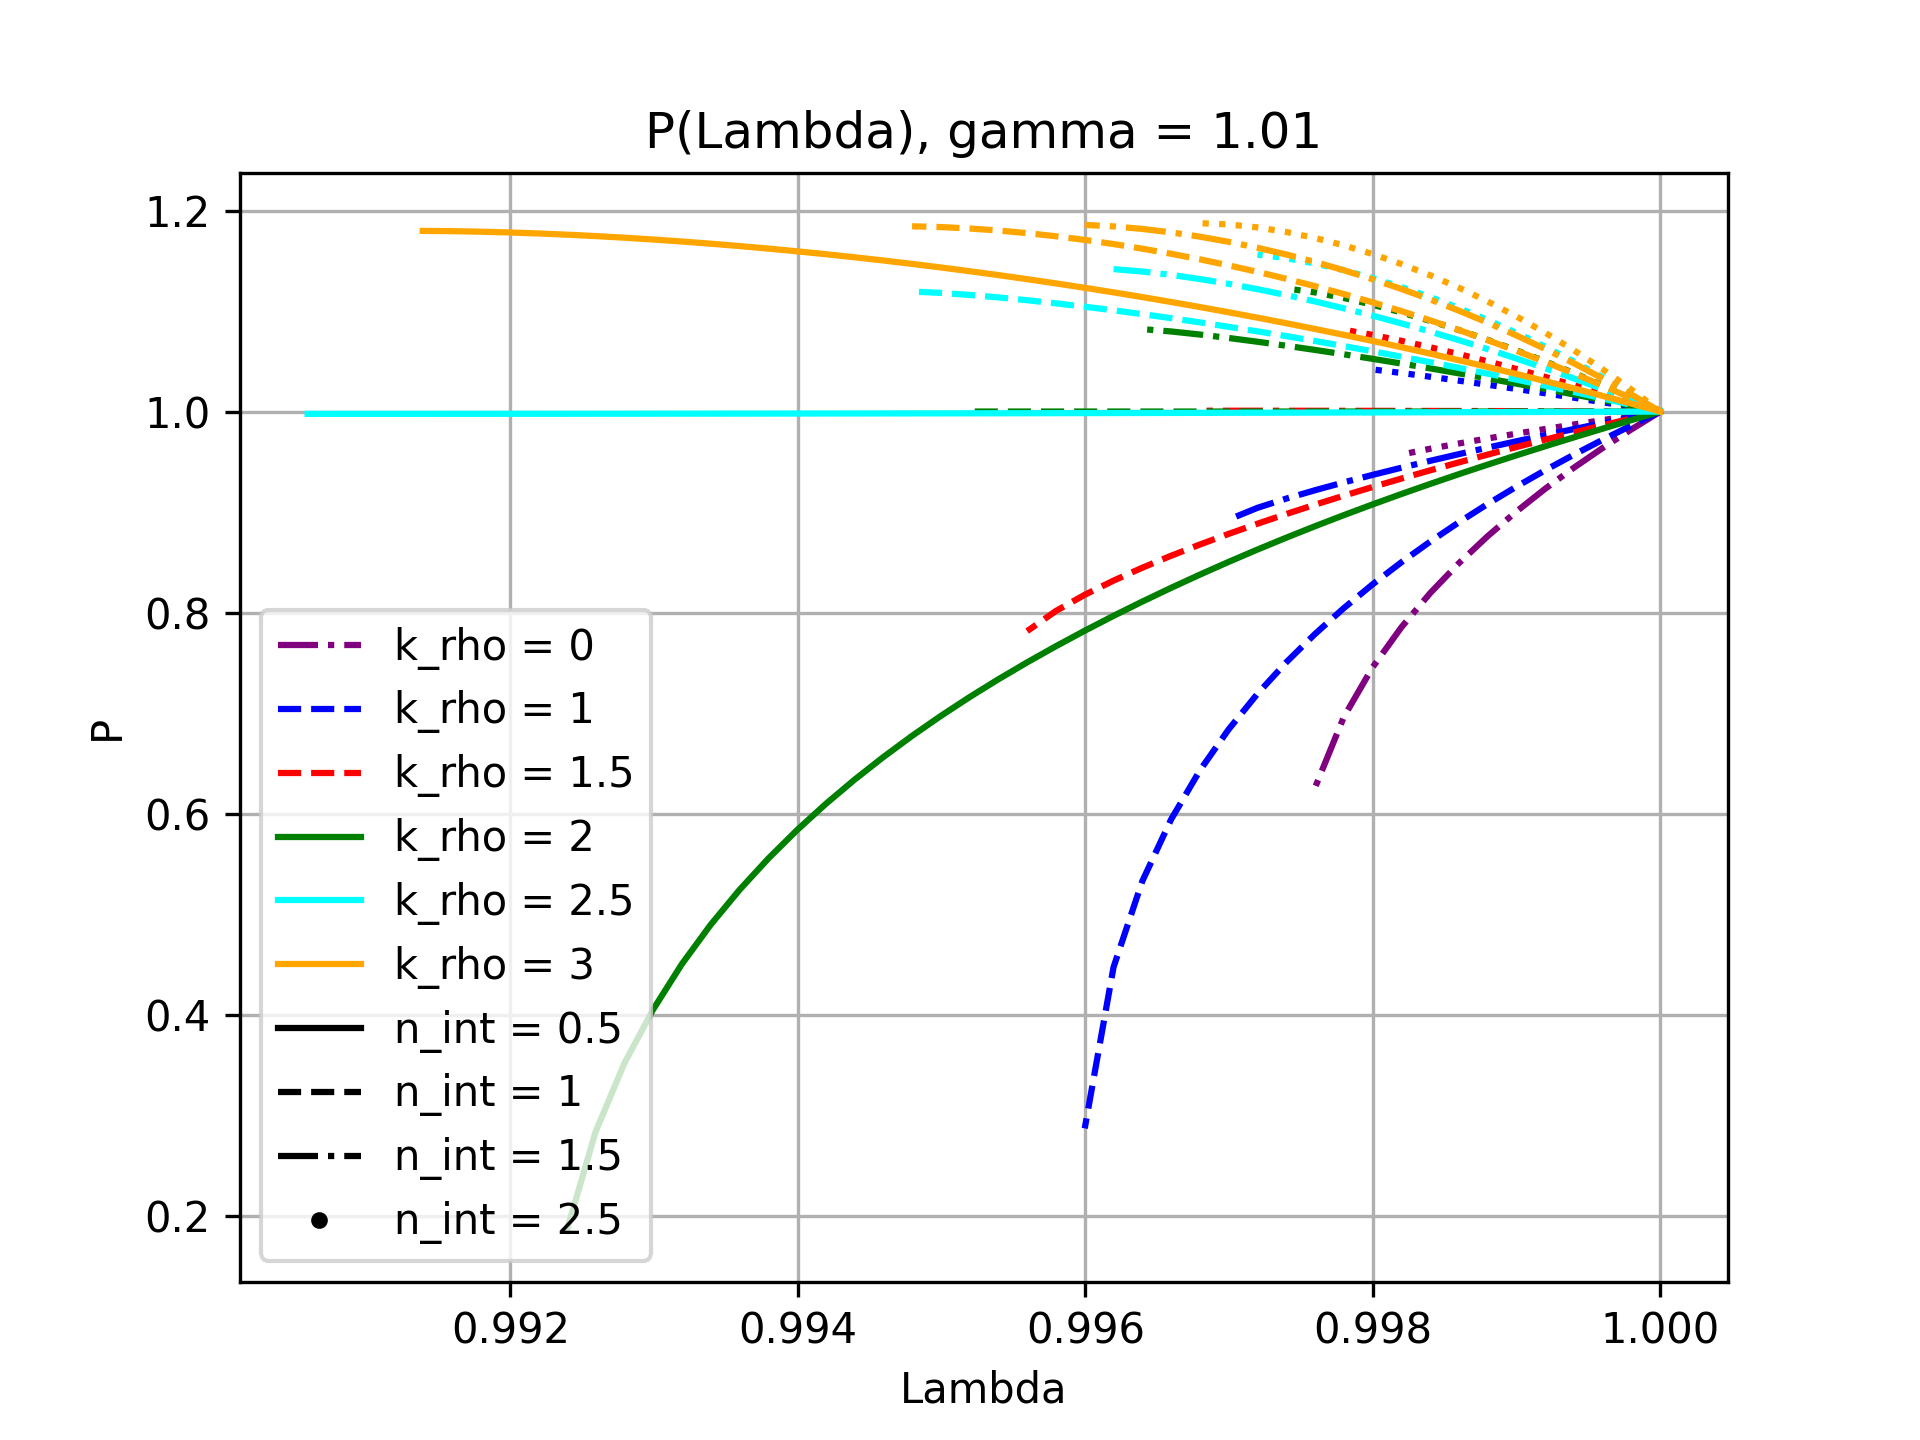 P(Lambda), gamma = 1.01
P
1.2
1.0
0.8
0.6
0.4
0.2
k_rho = 0
k_rho = 1
k_rho = 1.5
k_rho = 2
k_rho = 2.5
k_rho = 3
n_int = 0.5
n_int = 1
n_int = 1.5
n_int = 2.5
0.992 0.994 0.996 0.998 1.000
Lambda